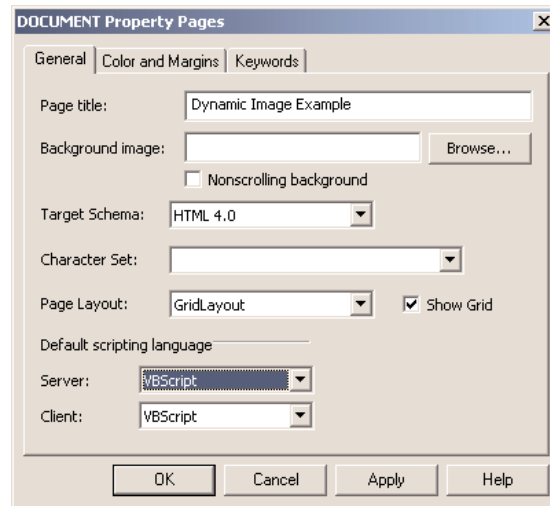 DOCUMENT Property Pages
General Color and Margins Keywords
Page title: Dynamic Image Example
Background image: Browse...
Nonscrolling background
Target Schema: HTML 4.0
Character Set:
Page Layout: GridLayout Show Grid
Default scripting language
Server: VBScript
Client: VBScript
OK Cancel Apply Help